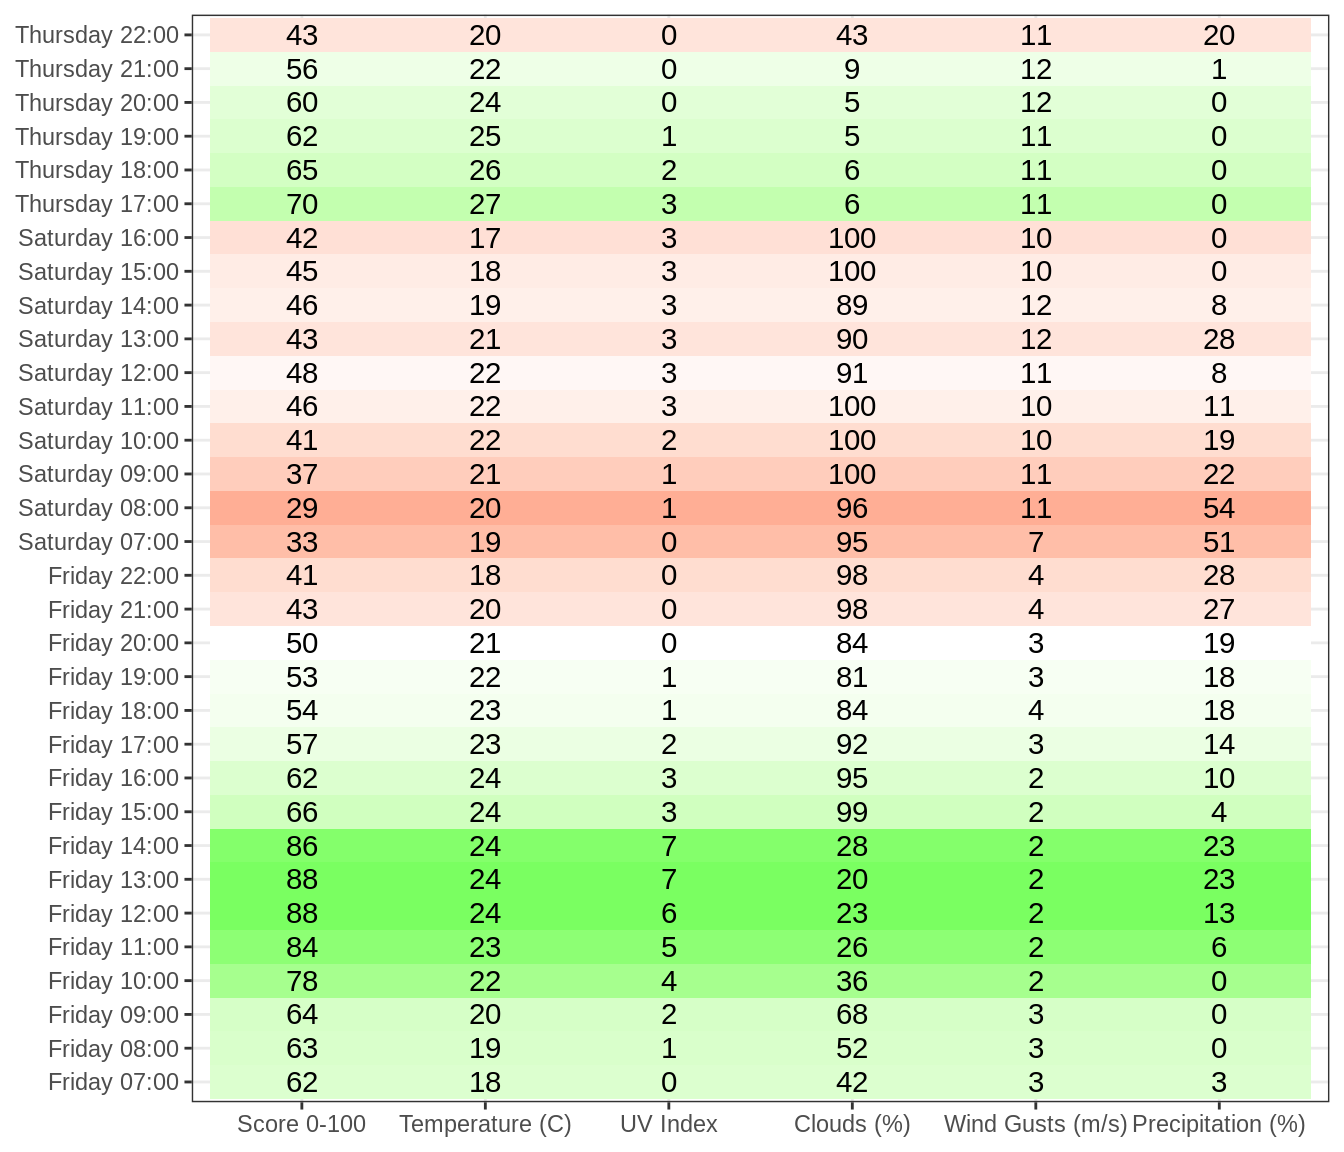 Thursday 22:00 43 20 0 43 11 20
Thursday 21:00 56 22 0 9 12 1
Thursday 20:00 60 24 0 5 12 0
Thursday 19:00 62 25 1 5 11 0
Thursday 18:00 65 26 2 6 11 0
Thursday 17:00 70 27 3 6 11 0
Saturday 16:00 42 17 3 100 10 0
Saturday 15:00 45 18 3 100 10 0
Saturday 14:00 46 19 3 89 12 8
Saturday 13:00 43 21 3 90 12 28
Saturday 12:00 48 22 3 91 11 8
Saturday 11:00 46 22 3 100 10 11
Saturday 10:00 41 22 2 100 10 19
Saturday 09:00 37 21 1 100 11 22
Saturday 08:00 29 20 1 96 11 54
Saturday 07:00 33 19 0 95 7 51
Friday 22:00 41 18 0 98 4 28
Friday 21:00 43 20 0 98 4 27
Friday 20:00 50 21 0 84 3 19
Friday 19:00 53 22 1 81 3 18
Friday 18:00 54 23 1 84 4 18
Friday 17:00 57 23 2 92 3 14
Friday 16:00 62 24 3 95 2 10
Friday 15:00 66 24 3 99 2 4
Friday 14:00 86 24 7 28 2 23
Friday 13:00 88 24 7 20 2 23
Friday 12:00 88 24 6 23 2 13
Friday 11:00 84 23 5 26 2 6
Friday 10:00 78 22 4 36 2 0
Friday 09:00 64 20 2 68 3 0
Friday 08:00 63 19 1 52 3 0
Friday 07:00 62 18 0 42 3 3
Score 0-100 Temperature (C) UV Index Clouds (%) Wind Gusts (m/s) Precipitation (%)